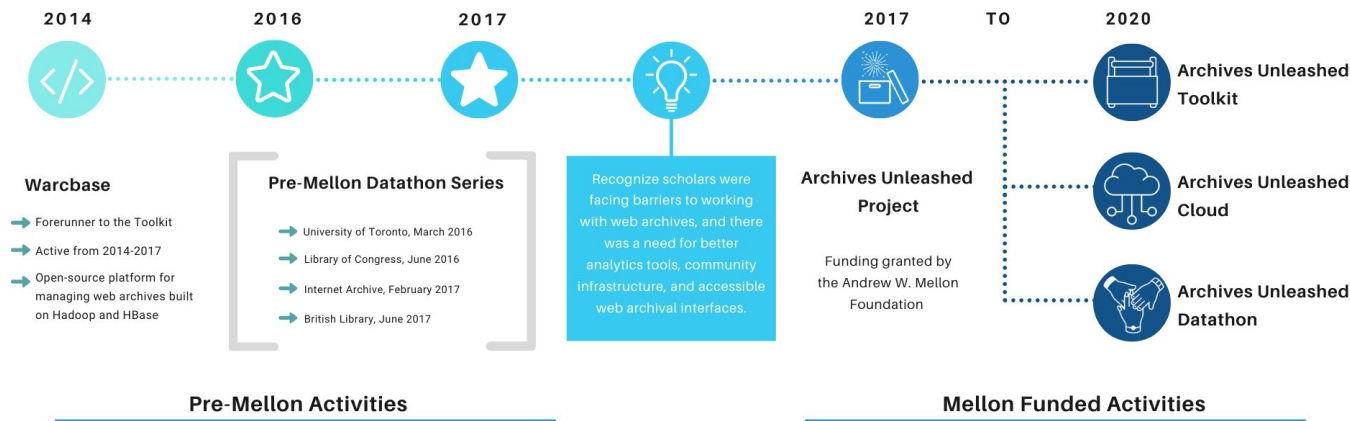 2014
2016
2017
2017 TO 2020
Warcbase
Forerunner to the Toolkit
Active from 2014-2017
Open-source platform for
managing web archives built
on Hadoop and HBase
Pre-Mellon Datathon Series
University of Toronto, March 2016
Library of Congress, June 2016
Internet Archive, February 2017
British Library, June 2017
Recognize scholars were
facing barriers to working
with web archives, and there
was a need for better
analytics tools, community
infrastructure, and accessible
web archival interfaces.
Archives Unleashed
Project
Funding granted by
the Andrew W. Mellon
Foundation
Archives Unleashed
Toolkit
Archives Unleashed
Cloud
Archives Unleashed
Datathon
Pre-Mellon Activities
Mellon Funded Activities